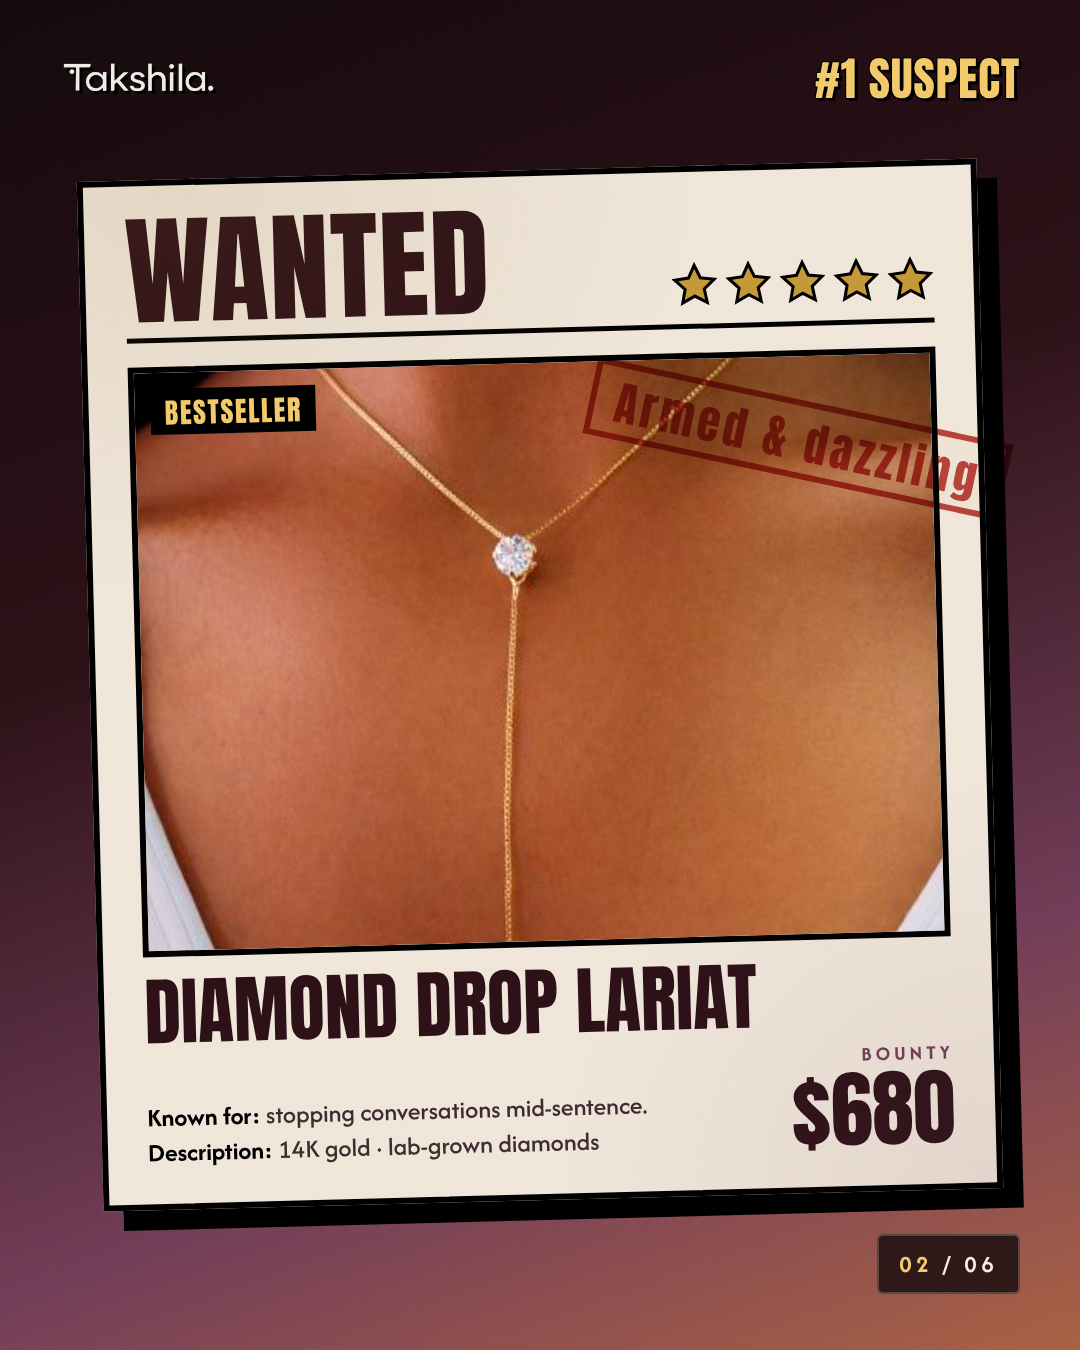 Takshila.
#1 SUSPECT
WANTED
BESTSELLER
Armed & dazzling
DIAMOND DROP LARIAT
BOUNTY
$680
Known for: stopping conversations mid-sentence.
Description: 14K gold · lab-grown diamonds
02 / 06